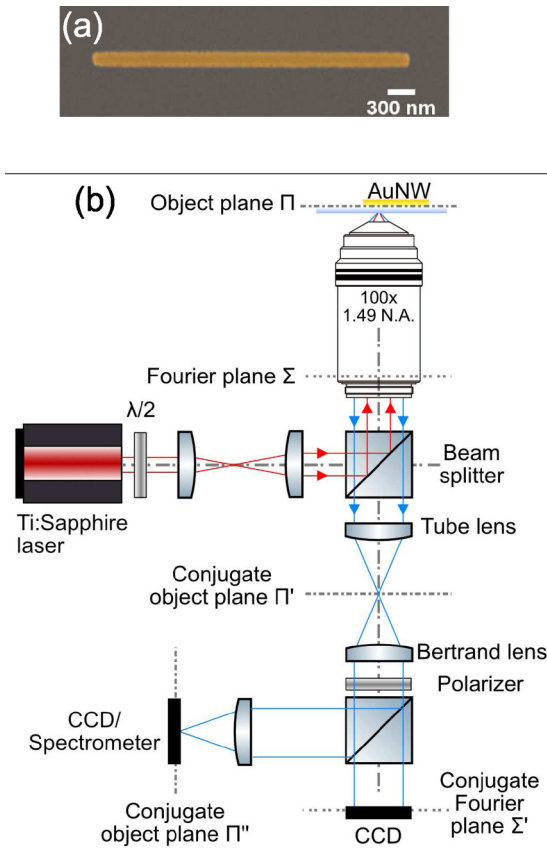 (a)
300 nm
(b)
AuNW
Object plane Π
100x
1.49 N.A.
Fourier plane Σ
λ/2
Beam
splitter
Ti:Sapphire
laser
Tube lens
Conjugate
object plane Π'
Bertrand lens
Polarizer
CCD/
Spectrometer
Conjugate
object plane Π"
CCD
Conjugate
Fourier
plane Σ'